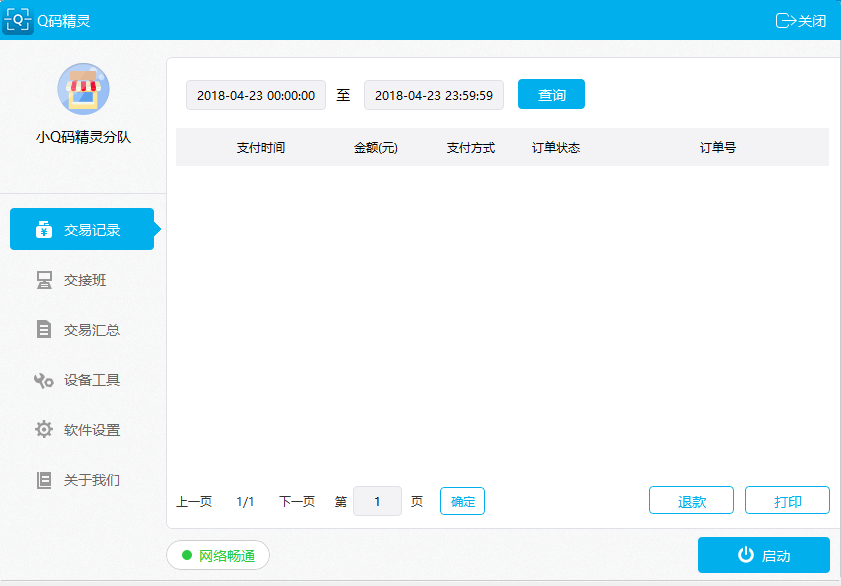 Q码精灵 关闭
小Q码精灵分队
交易记录
交接班
交易汇总
设备工具
软件设置
关于我们
2018-04-23 00:00:00 至 2018-04-23 23:59:59 查询
支付时间 金额(元) 支付方式 订单状态 订单号
上一页 1/1 下一页 第 1 页 确定 退款 打印
网络畅通 启动